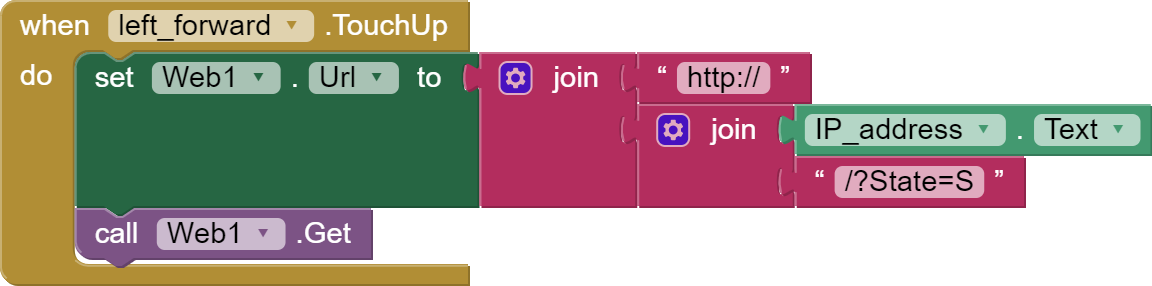 when left_forward .TouchUp
do set Web1 . Url to join “ http:// ”
join IP_address . Text
“ /?State=S ”
call Web1 .Get